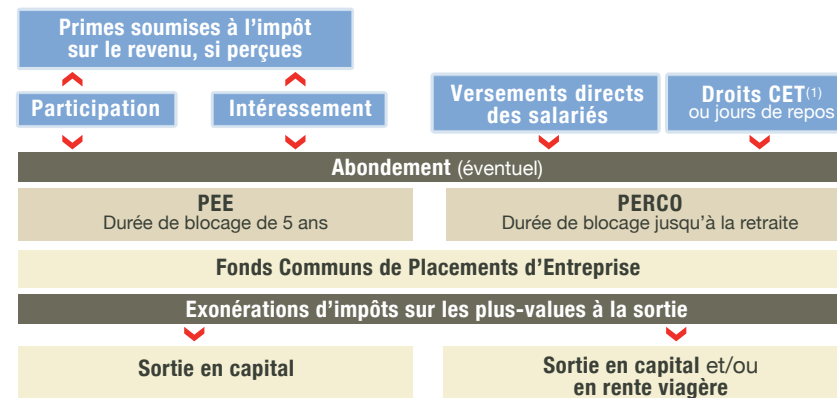 Primes soumises à l’impôt
sur le revenu, si perçues
Participation
Intéressement
Versements directs
des salariés
Droits CET(1)
ou jours de repos
Abondement (éventuel)
PEE
Durée de blocage de 5 ans
PERCO
Durée de blocage jusqu’à la retraite
Fonds Communs de Placements d’Entreprise
Exonérations d’impôts sur les plus-values à la sortie
Sortie en capital
Sortie en capital et/ou
en rente viagère